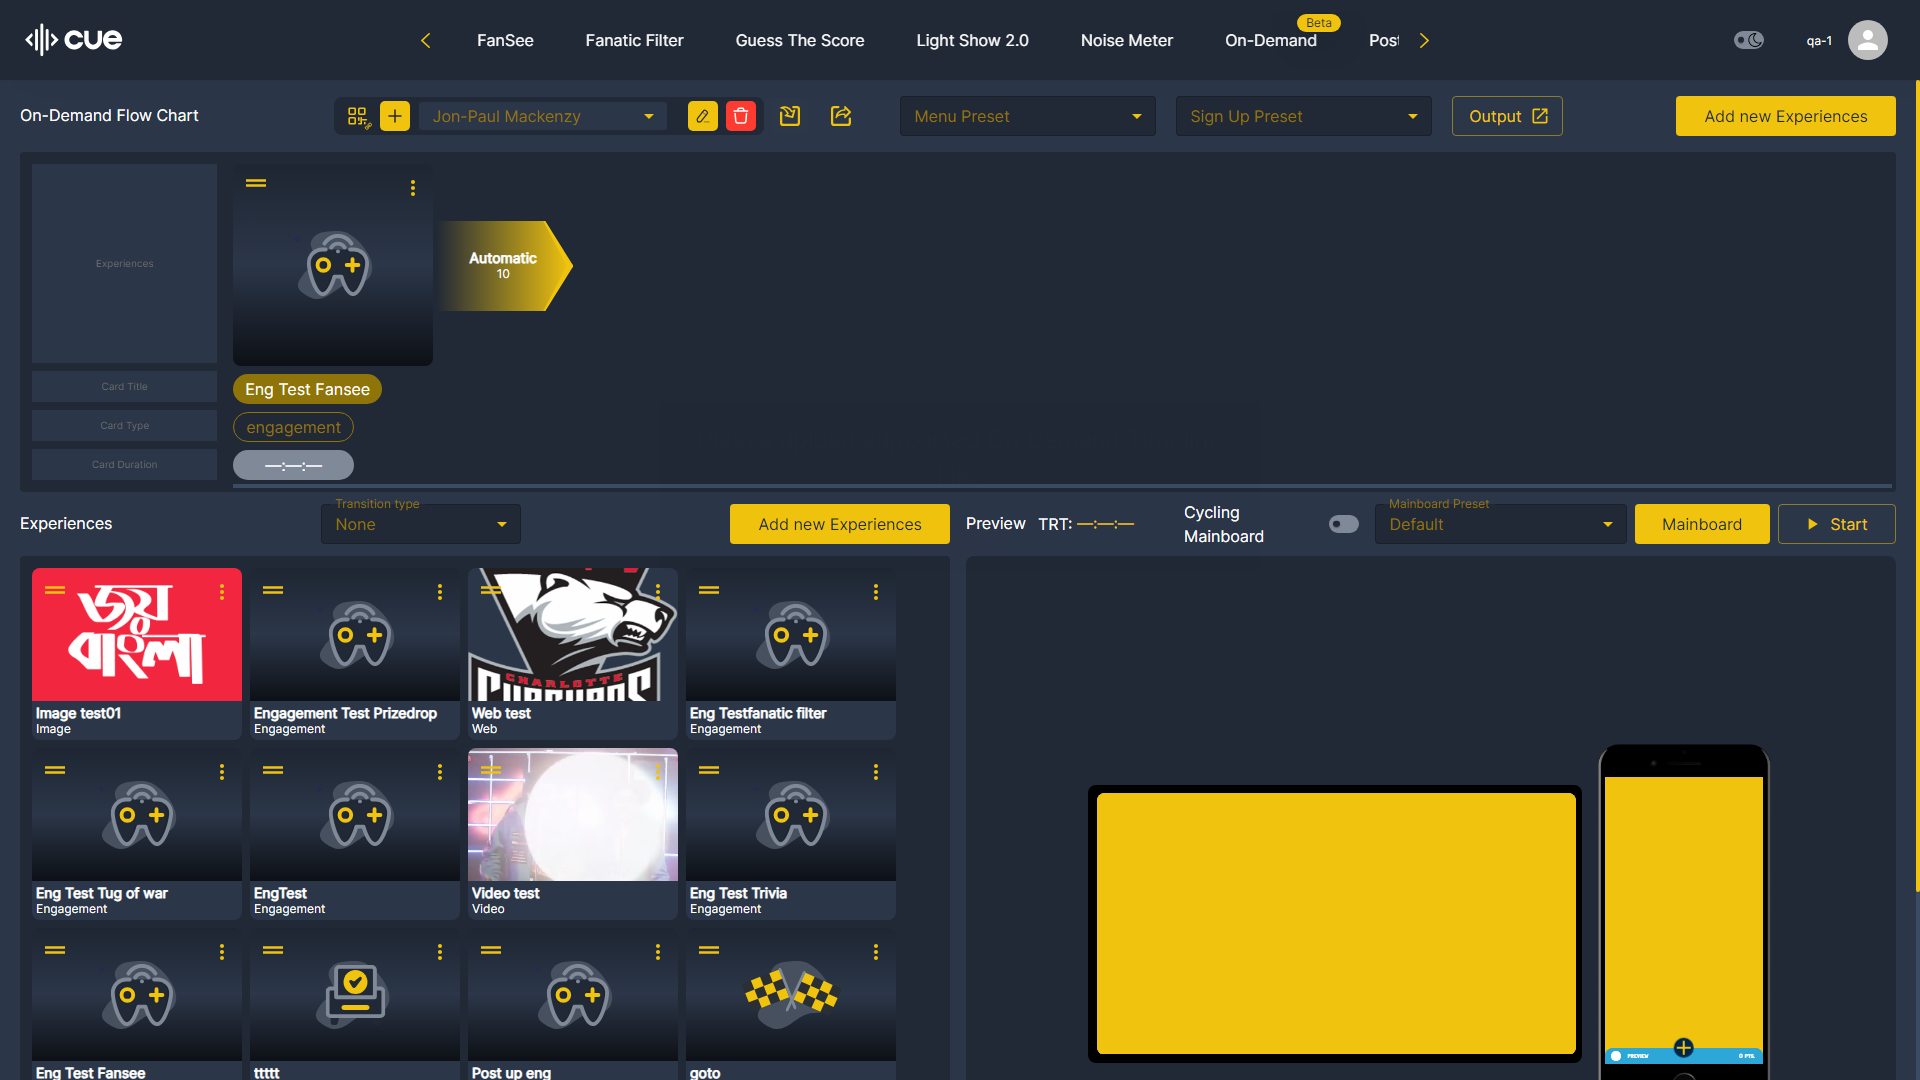 cue
FanSee
Fanatic Filter
Guess The Score
Light Show 2.0
Noise Meter
Beta
On-Demand
Pos
qa-1
On-Demand Flow Chart
Jon-Paul Mackenzy
Menu Preset
Sign Up Preset
Output
Add new Experiences
Experiences
Automatic
10
Card Title
Eng Test Fansee
Card Type
engagement
Card Duration
—:—:—
Experiences
Transition type
None
Add new Experiences
Preview
TRT: —:—:—
Cycling
Mainboard
Mainboard Preset
Default
Mainboard
Start
জয়
বাংলা
CHARLOTTE
Image test01
Image
Engagement Test Prizedrop
Engagement
Web test
Web
Eng Testfanatic filter
Engagement
Eng Test Tug of war
Engagement
EngTest
Engagement
Video test
Video
Eng Test Trivia
Engagement
Eng Test Fansee
ttttt
Post up eng
goto
PREVIEW
0 PTS.